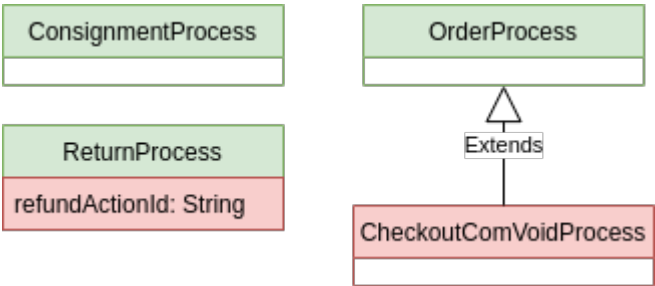 ConsignmentProcess
OrderProcess
ReturnProcess
refundActionId: String
Extends
CheckoutComVoidProcess